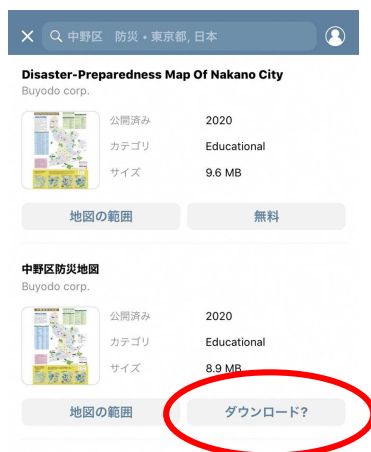 中野区 防災・東京都, 日本
Disaster-Preparedness Map Of Nakano City
Buyodo corp.
公開済み 2020
カテゴリ Educational
サイズ 9.6 MB
地図の範囲 無料
中野区防災地図
Buyodo corp.
公開済み 2020
カテゴリ Educational
サイズ 8.9 MB
地図の範囲 ダウンロード?